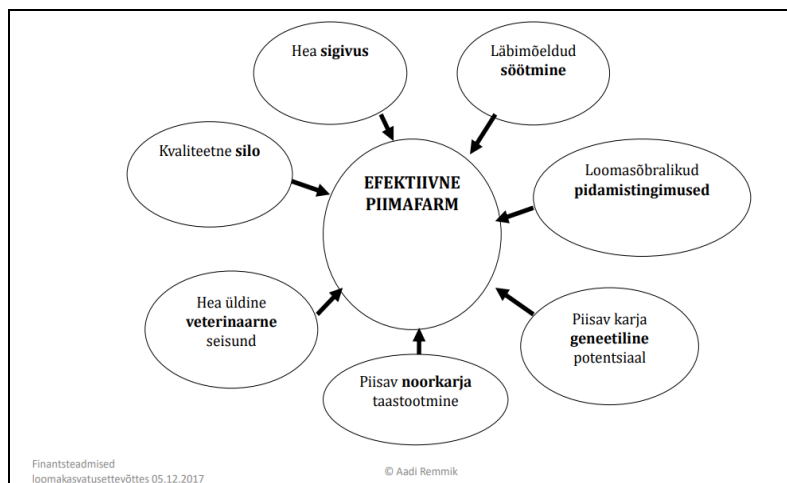 Hea sigivus
Läbimõeldud
söötmine
Kvaliteetne silo
EFEKTIIVNE
PIIMAFARM
Loomasõbralikud
pidamistingimused
Hea üldine
veterinaarne
seisund
Piisav karja
geneetiline
potentsiaal
Piisav noorkarja
taastootmine
Finantsteadmised
loomakasvatusettevõttes 05.12.2017
© Aadi Remmik